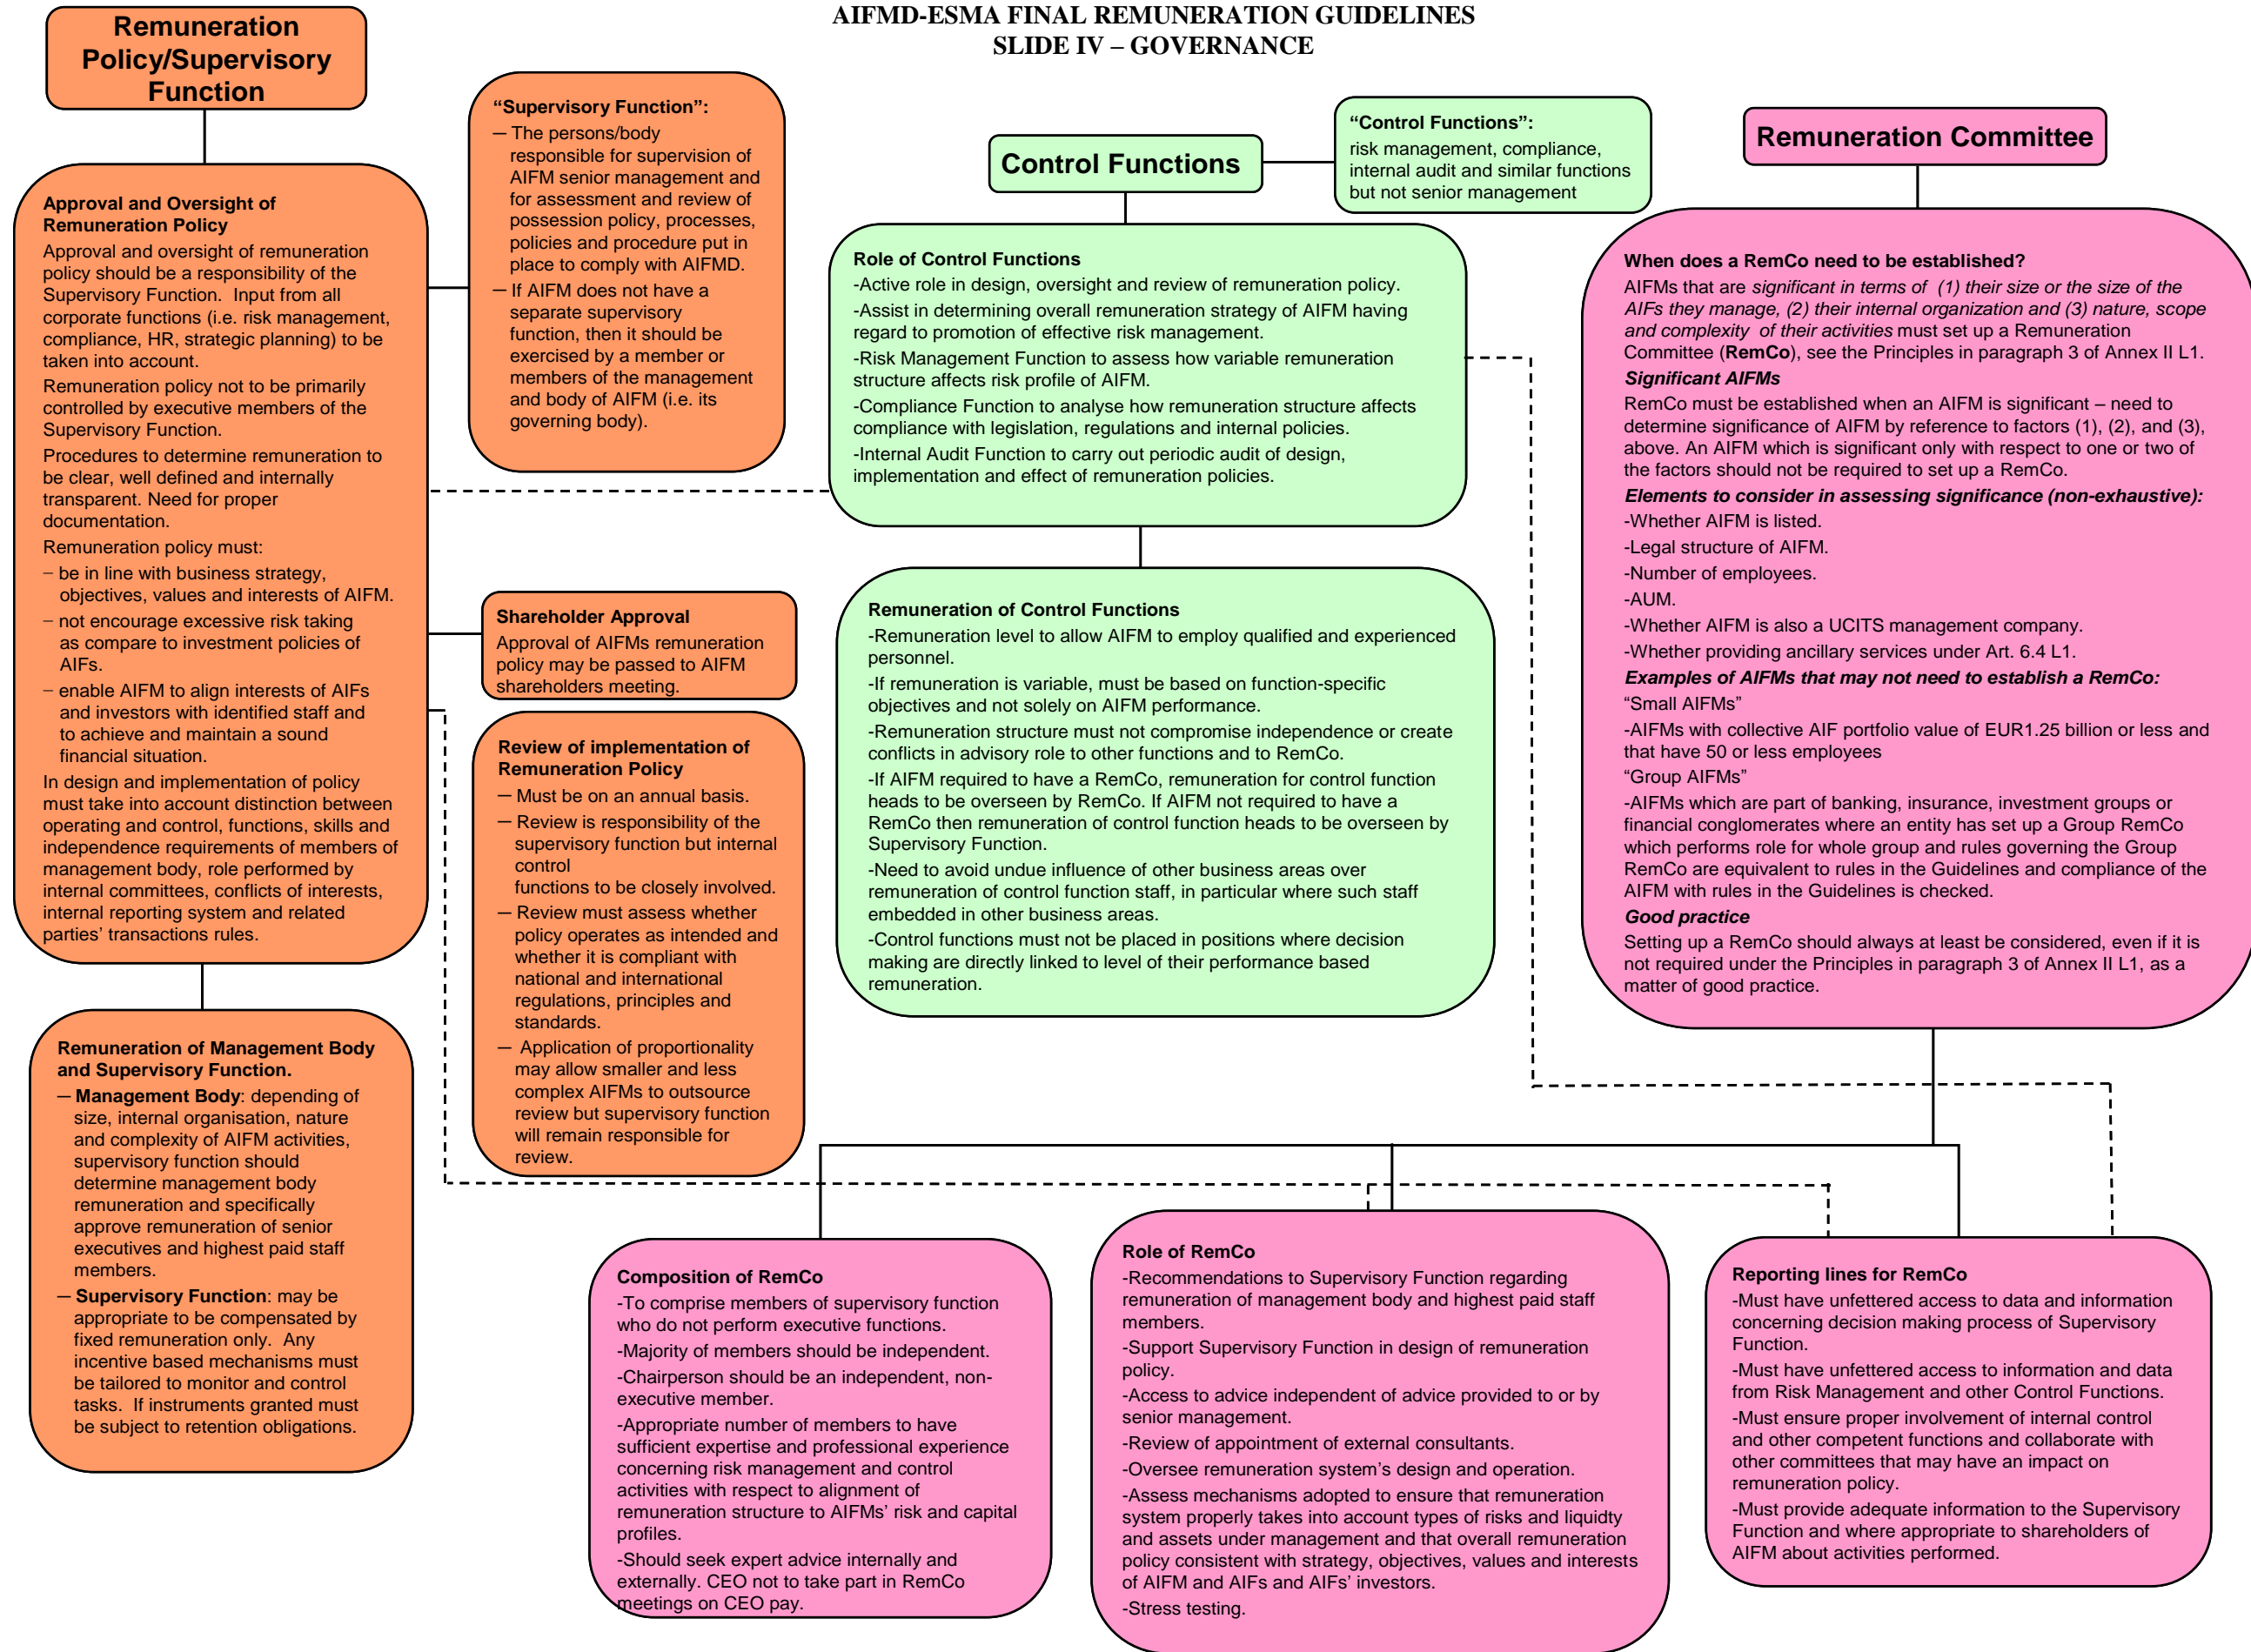 AIFMD-ESMA FINAL REMUNERATION GUIDELINES
SLIDE IV – GOVERNANCE
Remuneration
Policy/Supervisory
Function
Approval and Oversight of
Remuneration Policy
Approval and oversight of remuneration
policy should be a responsibility of the
Supervisory Function.  Input from all
corporate functions (i.e. risk management,
compliance, HR, strategic planning) to be
taken into account.
Remuneration policy not to be primarily
controlled by executive members of the
Supervisory Function.
Procedures to determine remuneration to
be clear, well defined and internally
transparent. Need for proper
documentation.
Remuneration policy must:
– be in line with business strategy,
objectives, values and interests of AIFM.
– not encourage excessive risk taking
as compare to investment policies of
AIFs.
– enable AIFM to align interests of AIFs
and investors with identified staff and
to achieve and maintain a sound
financial situation.
In design and implementation of policy
must take into account distinction between
operating and control, functions, skills and
independence requirements of members of
management body, role performed by
internal committees, conflicts of interests,
internal reporting system and related
parties’ transactions rules.
Remuneration of Management Body
and Supervisory Function.
— Management Body: depending of
size, internal organisation, nature
and complexity of AIFM activities,
supervisory function should
determine management body
remuneration and specifically
approve remuneration of senior
executives and highest paid staff
members.
— Supervisory Function: may be
appropriate to be compensated by
fixed remuneration only.  Any
incentive based mechanisms must
be tailored to monitor and control
tasks.  If instruments granted must
be subject to retention obligations.
“Supervisory Function”:
— The persons/body
responsible for supervision of
AIFM senior management and
for assessment and review of
possession policy, processes,
policies and procedure put in
place to comply with AIFMD.
— If AIFM does not have a
separate supervisory
function, then it should be
exercised by a member or
members of the management
and body of AIFM (i.e. its
governing body).
Shareholder Approval
Approval of AIFMs remuneration
policy may be passed to AIFM
shareholders meeting.
Review of implementation of
Remuneration Policy
— Must be on an annual basis.
— Review is responsibility of the
supervisory function but internal
control
functions to be closely involved.
— Review must assess whether
policy operates as intended and
whether it is compliant with
national and international
regulations, principles and
standards.
— Application of proportionality
may allow smaller and less
complex AIFMs to outsource
review but supervisory function
will remain responsible for
review.
Control Functions
“Control Functions”:
risk management, compliance,
internal audit and similar functions
but not senior management
Role of Control Functions
-Active role in design, oversight and review of remuneration policy.
-Assist in determining overall remuneration strategy of AIFM having
regard to promotion of effective risk management.
-Risk Management Function to assess how variable remuneration
structure affects risk profile of AIFM.
-Compliance Function to analyse how remuneration structure affects
compliance with legislation, regulations and internal policies.
-Internal Audit Function to carry out periodic audit of design,
implementation and effect of remuneration policies.
Remuneration of Control Functions
-Remuneration level to allow AIFM to employ qualified and experienced
personnel.
-If remuneration is variable, must be based on function-specific
objectives and not solely on AIFM performance.
-Remuneration structure must not compromise independence or create
conflicts in advisory role to other functions and to RemCo.
-If AIFM required to have a RemCo, remuneration for control function
heads to be overseen by RemCo. If AIFM not required to have a
RemCo then remuneration of control function heads to be overseen by
Supervisory Function.
-Need to avoid undue influence of other business areas over
remuneration of control function staff, in particular where such staff
embedded in other business areas.
-Control functions must not be placed in positions where decision
making are directly linked to level of their performance based
remuneration.
Remuneration Committee
When does a RemCo need to be established?
AIFMs that are significant in terms of  (1) their size or the size of the
AIFs they manage, (2) their internal organization and (3) nature, scope
and complexity  of their activities must set up a Remuneration
Committee (RemCo), see the Principles in paragraph 3 of Annex II L1.
Significant AIFMs
RemCo must be established when an AIFM is significant – need to
determine significance of AIFM by reference to factors (1), (2), and (3),
above. An AIFM which is significant only with respect to one or two of
the factors should not be required to set up a RemCo.
Elements to consider in assessing significance (non-exhaustive):
-Whether AIFM is listed.
-Legal structure of AIFM.
-Number of employees.
-AUM.
-Whether AIFM is also a UCITS management company.
-Whether providing ancillary services under Art. 6.4 L1.
Examples of AIFMs that may not need to establish a RemCo:
“Small AIFMs”
-AIFMs with collective AIF portfolio value of EUR1.25 billion or less and
that have 50 or less employees
“Group AIFMs”
-AIFMs which are part of banking, insurance, investment groups or
financial conglomerates where an entity has set up a Group RemCo
which performs role for whole group and rules governing the Group
RemCo are equivalent to rules in the Guidelines and compliance of the
AIFM with rules in the Guidelines is checked.
Good practice
Setting up a RemCo should always at least be considered, even if it is
not required under the Principles in paragraph 3 of Annex II L1, as a
matter of good practice.
Composition of RemCo
-To comprise members of supervisory function
who do not perform executive functions.
-Majority of members should be independent.
-Chairperson should be an independent, non-
executive member.
-Appropriate number of members to have
sufficient expertise and professional experience
concerning risk management and control
activities with respect to alignment of
remuneration structure to AIFMs’ risk and capital
profiles.
-Should seek expert advice internally and
externally. CEO not to take part in RemCo
meetings on CEO pay.
Role of RemCo
-Recommendations to Supervisory Function regarding
remuneration of management body and highest paid staff
members.
-Support Supervisory Function in design of remuneration
policy.
-Access to advice independent of advice provided to or by
senior management.
-Review of appointment of external consultants.
-Oversee remuneration system’s design and operation.
-Assess mechanisms adopted to ensure that remuneration
system properly takes into account types of risks and liquidty
and assets under management and that overall remuneration
policy consistent with strategy, objectives, values and interests
of AIFM and AIFs and AIFs’ investors.
-Stress testing.
Reporting lines for RemCo
-Must have unfettered access to data and information
concerning decision making process of Supervisory
Function.
-Must have unfettered access to information and data
from Risk Management and other Control Functions.
-Must ensure proper involvement of internal control
and other competent functions and collaborate with
other committees that may have an impact on
remuneration policy.
-Must provide adequate information to the Supervisory
Function and where appropriate to shareholders of
AIFM about activities performed.